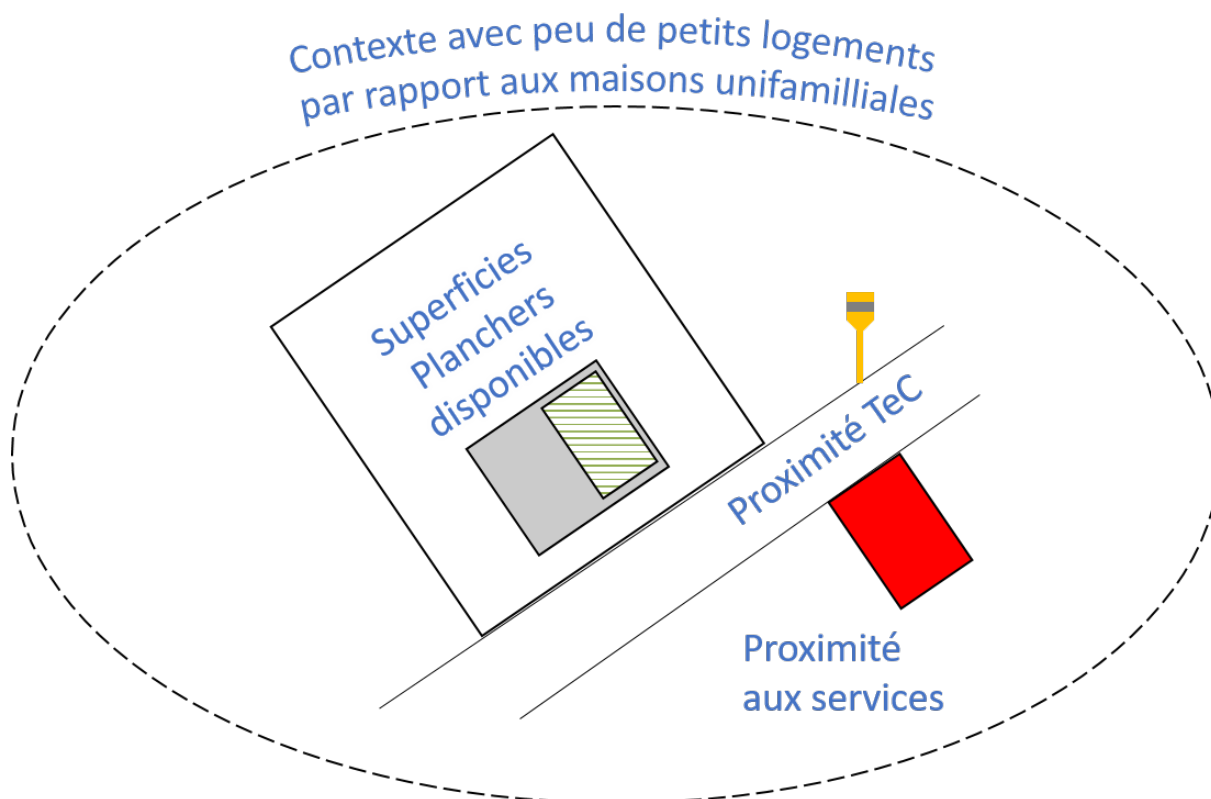 Contexte avec peu de petits logements
par rapport aux maisons unifamilliales
Superficies
Planchers
disponibles
Proximité TeC
Proximité
aux services